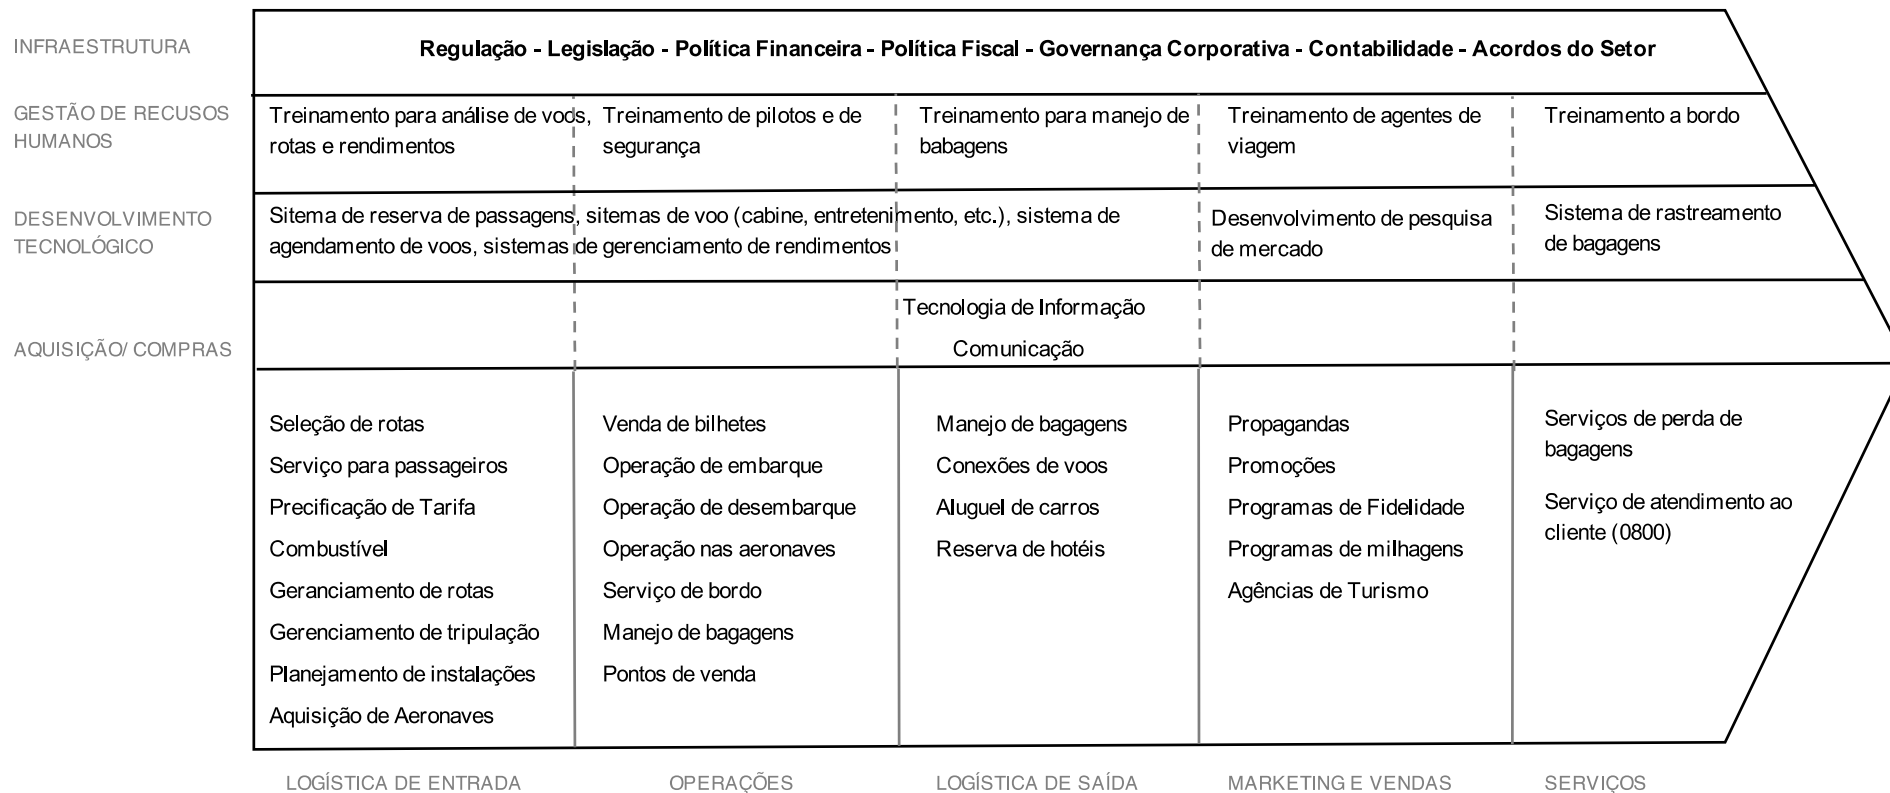 INFRAESTRUTURA
Regulação - Legislação - Política Financeira - Política Fiscal - Governança Corporativa - Contabilidade - Acordos do Setor
GESTÃO DE RECUSOS
HUMANOS
Treinamento para análise de voos,
rotas e rendimentos
Treinamento de pilotos e de
segurança
Treinamento para manejo de
babagens
Treinamento de agentes de
viagem
Treinamento a bordo
DESENVOLVIMENTO
TECNOLÓGICO
Sitema de reserva de passagens, sitemas de voo (cabine, entretenimento, etc.), sistema de
agendamento de voos, sistemas de gerenciamento de rendimentos
Desenvolvimento de pesquisa
de mercado
Sistema de rastreamento
de bagagens
AQUISIÇÃO/ COMPRAS
Tecnologia de Informação
Comunicação
Seleção de rotas
Serviço para passageiros
Precificação de Tarifa
Combustível
Geranciamento de rotas
Gerenciamento de tripulação
Planejamento de instalações
Aquisição de Aeronaves
Venda de bilhetes
Operação de embarque
Operação de desembarque
Operação nas aeronaves
Serviço de bordo
Manejo de bagagens
Pontos de venda
Manejo de bagagens
Conexões de voos
Aluguel de carros
Reserva de hotéis
Propagandas
Promoções
Programas de Fidelidade
Programas de milhagens
Agências de Turismo
Serviços de perda de
bagagens
Serviço de atendimento ao
cliente (0800)
LOGÍSTICA DE ENTRADA
OPERAÇÕES
LOGÍSTICA DE SAÍDA
MARKETING E VENDAS
SERVIÇOS